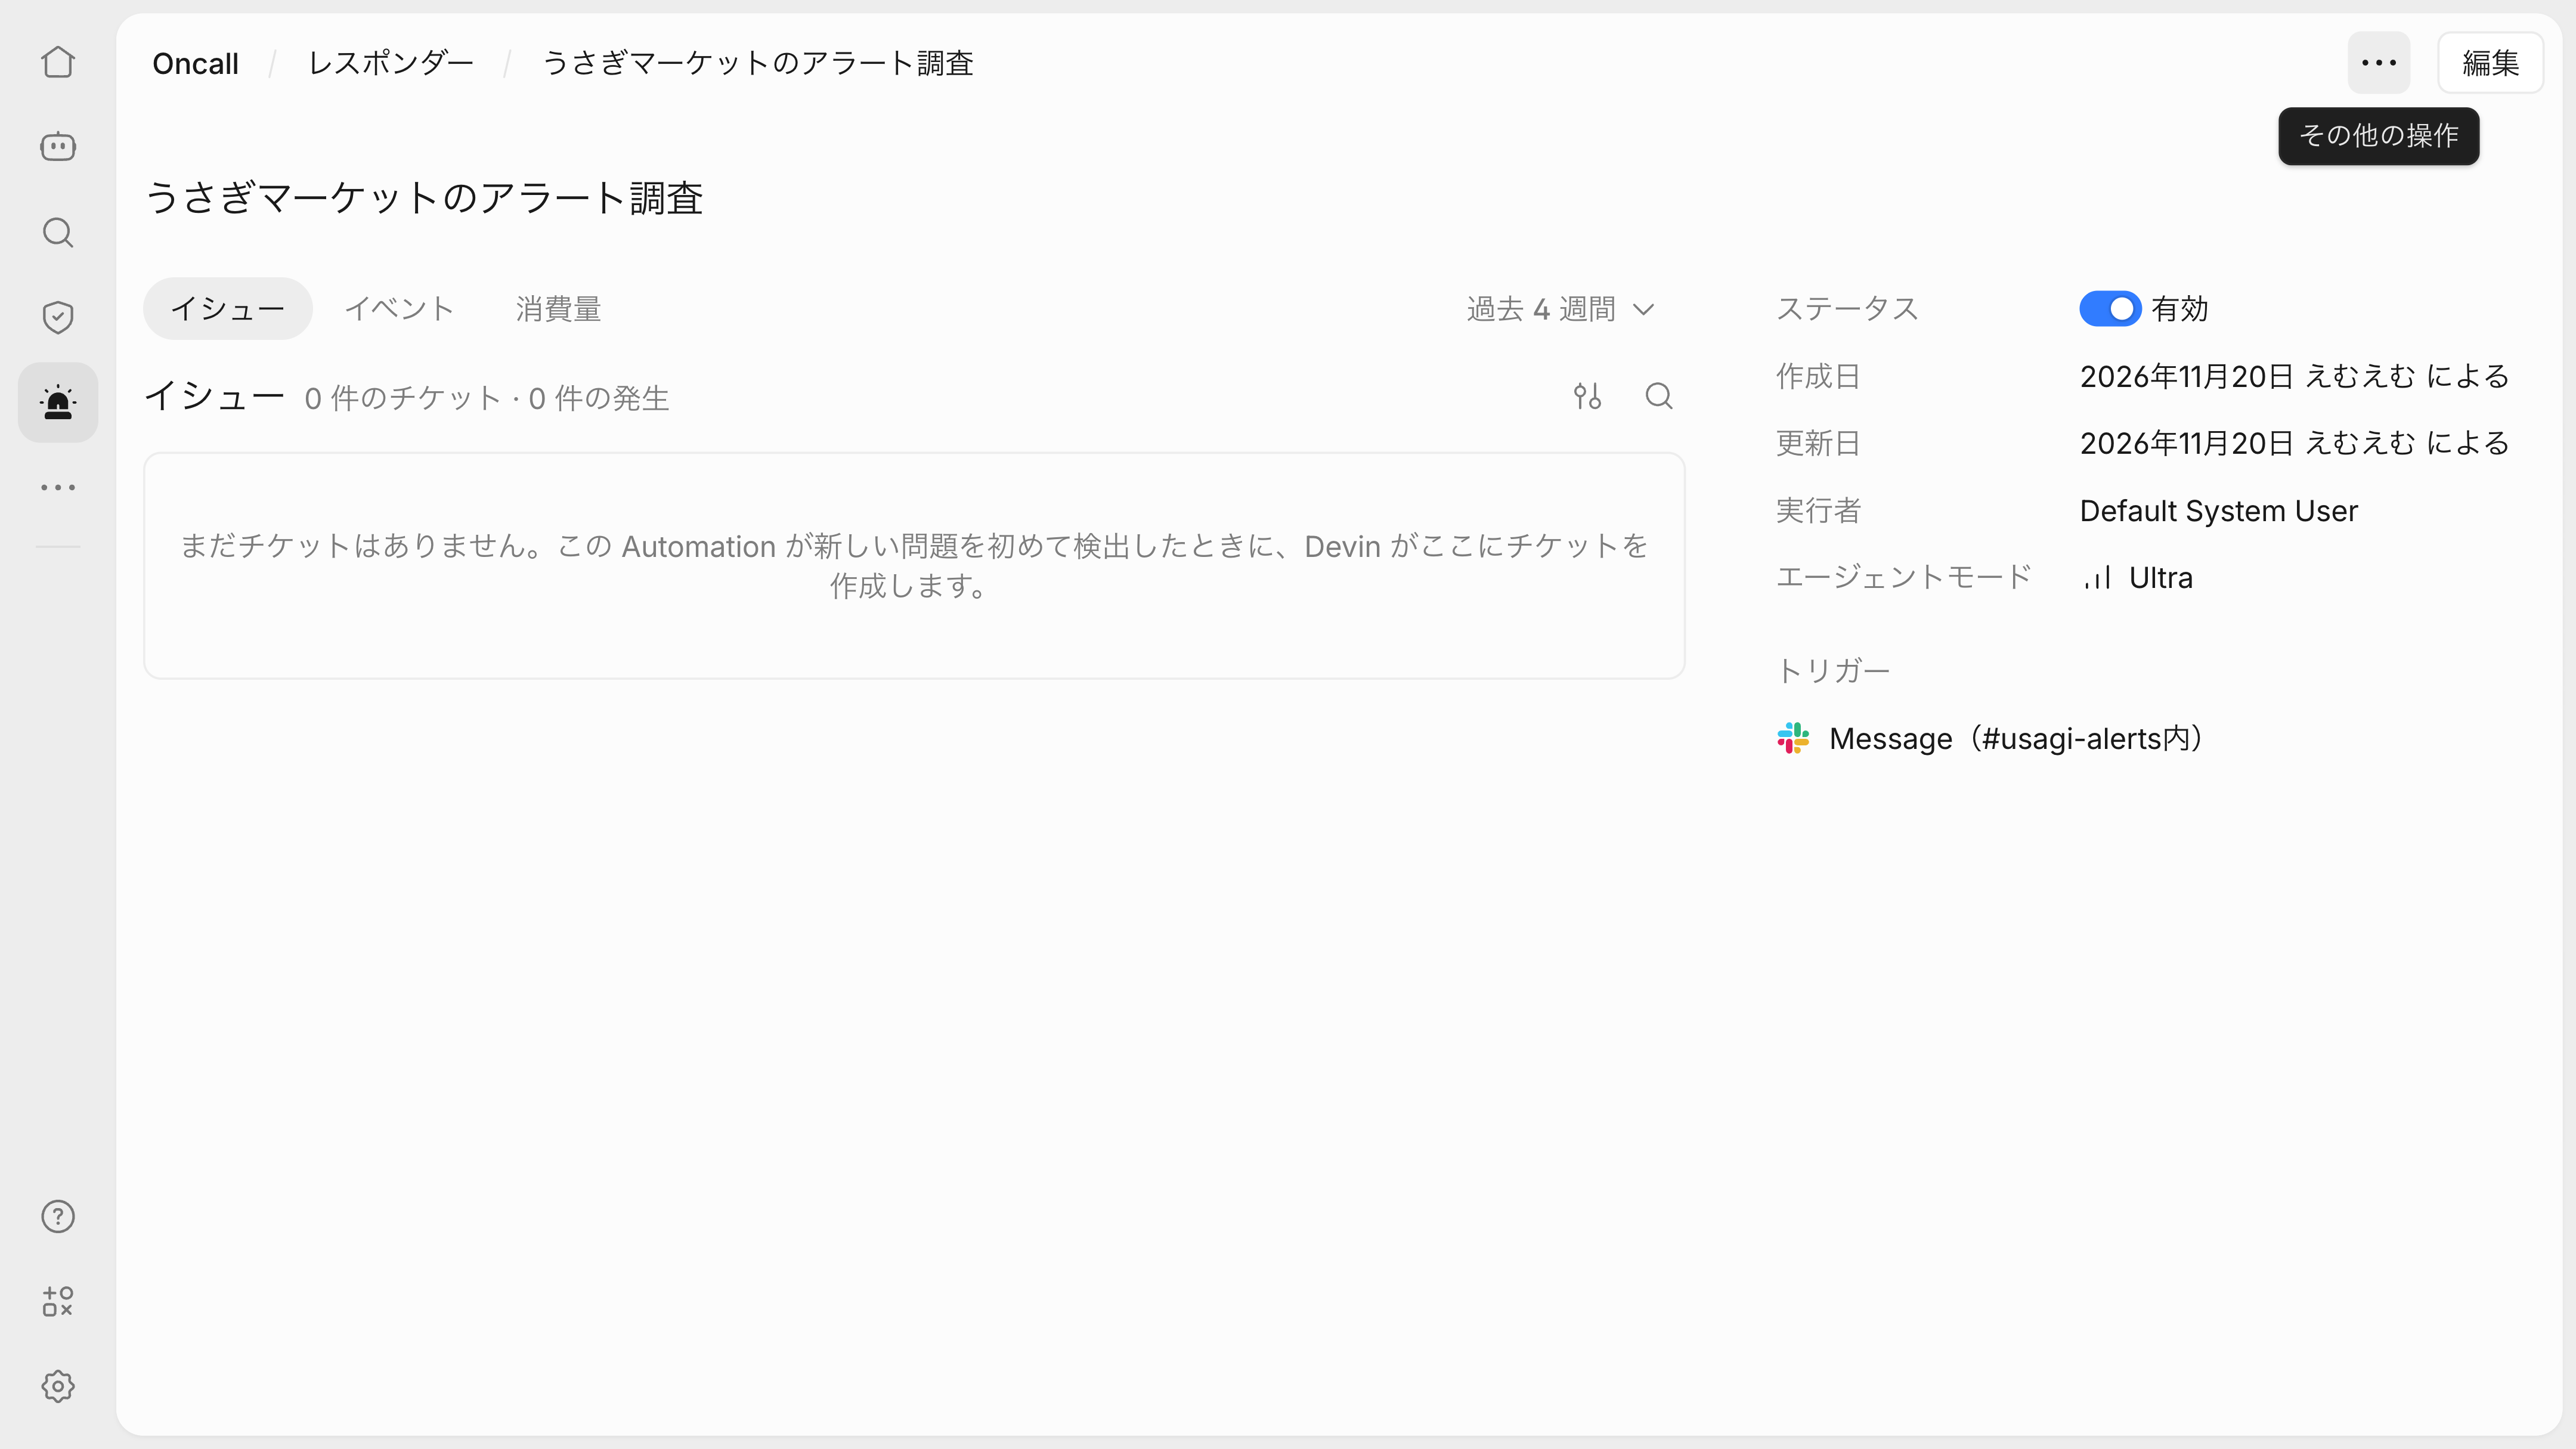 Oncall / レスポンダー / うさぎマーケットのアラート調査
編集
その他の操作
うさぎマーケットのアラート調査
イシュー イベント 消費量 過去 4 週間
イシュー 0 件のチケット · 0 件の発生
まだチケットはありません。この Automation が新しい問題を初めて検出したときに、Devin がここにチケットを
作成します。
ステータス 有効
作成日 2026年11月20日 えむえむ による
更新日 2026年11月20日 えむえむ による
実行者 Default System User
エージェントモード Ultra
トリガー
Message（#usagi-alerts内）